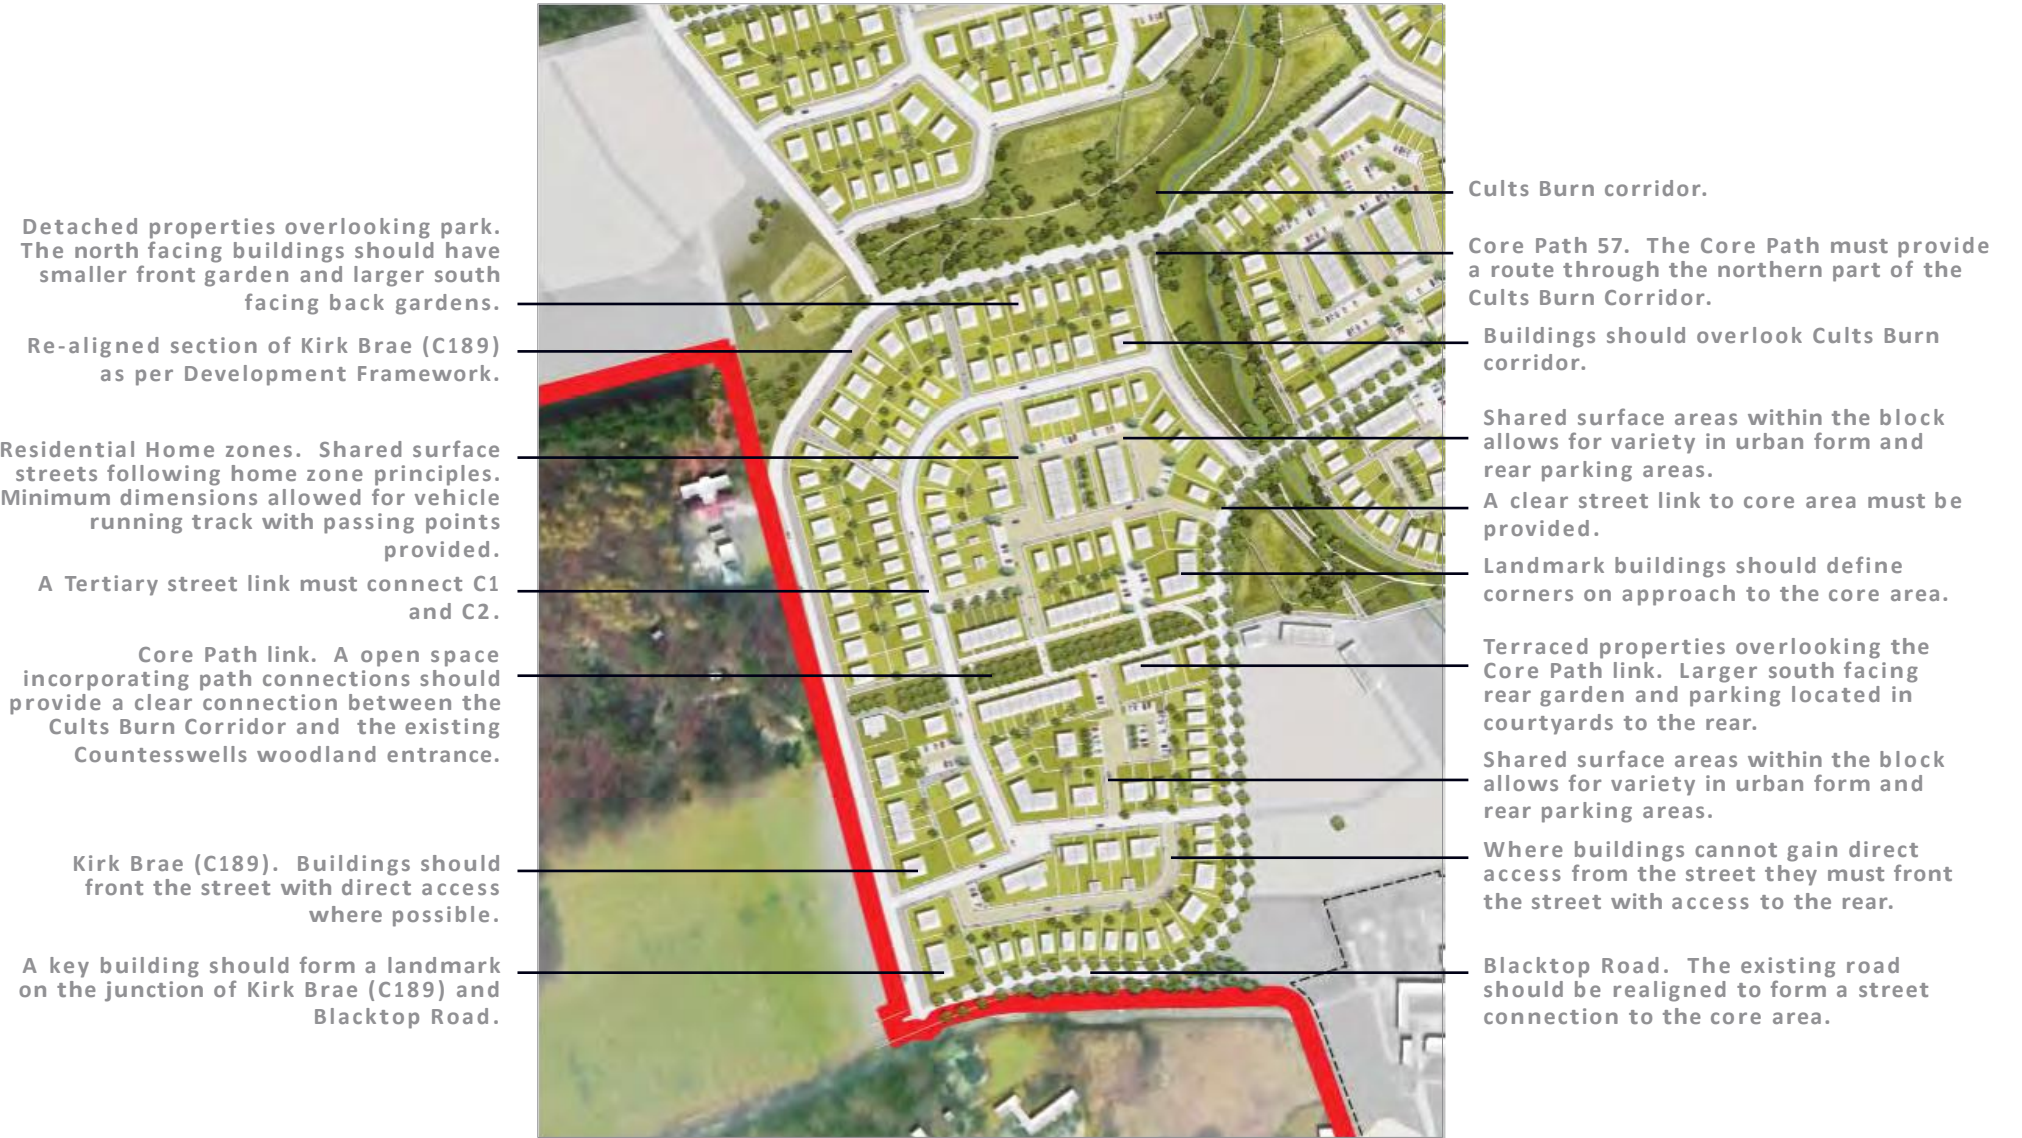 Detached properties overlooking park.
The north facing buildings should have
smaller front garden and larger south
facing back gardens.
Re-aligned section of Kirk Brae (C189)
as per Development Framework.
Residential Home zones. Shared surface
streets following home zone principles.
Minimum dimensions allowed for vehicle
running track with passing points
provided.
A Tertiary street link must connect C1
and C2.
Core Path link. A open space
incorporating path connections should
provide a clear connection between the
Cults Burn Corridor and the existing
Countesswells woodland entrance.
Kirk Brae (C189). Buildings should
front the street with direct access
where possible.
A key building should form a landmark
on the junction of Kirk Brae (C189) and
Blacktop Road.
Cults Burn corridor.
Core Path 57. The Core Path must provide
a route through the northern part of the
Cults Burn Corridor.
Buildings should overlook Cults Burn
corridor.
Shared surface areas within the block
allows for variety in urban form and
rear parking areas.
A clear street link to core area must be
provided.
Landmark buildings should define
corners on approach to the core area.
Terraced properties overlooking the
Core Path link. Larger south facing
rear garden and parking located in
courtyards to the rear.
Shared surface areas within the block
allows for variety in urban form and
rear parking areas.
Where buildings cannot gain direct
access from the street they must front
the street with access to the rear.
Blacktop Road. The existing road
should be realigned to form a street
connection to the core area.